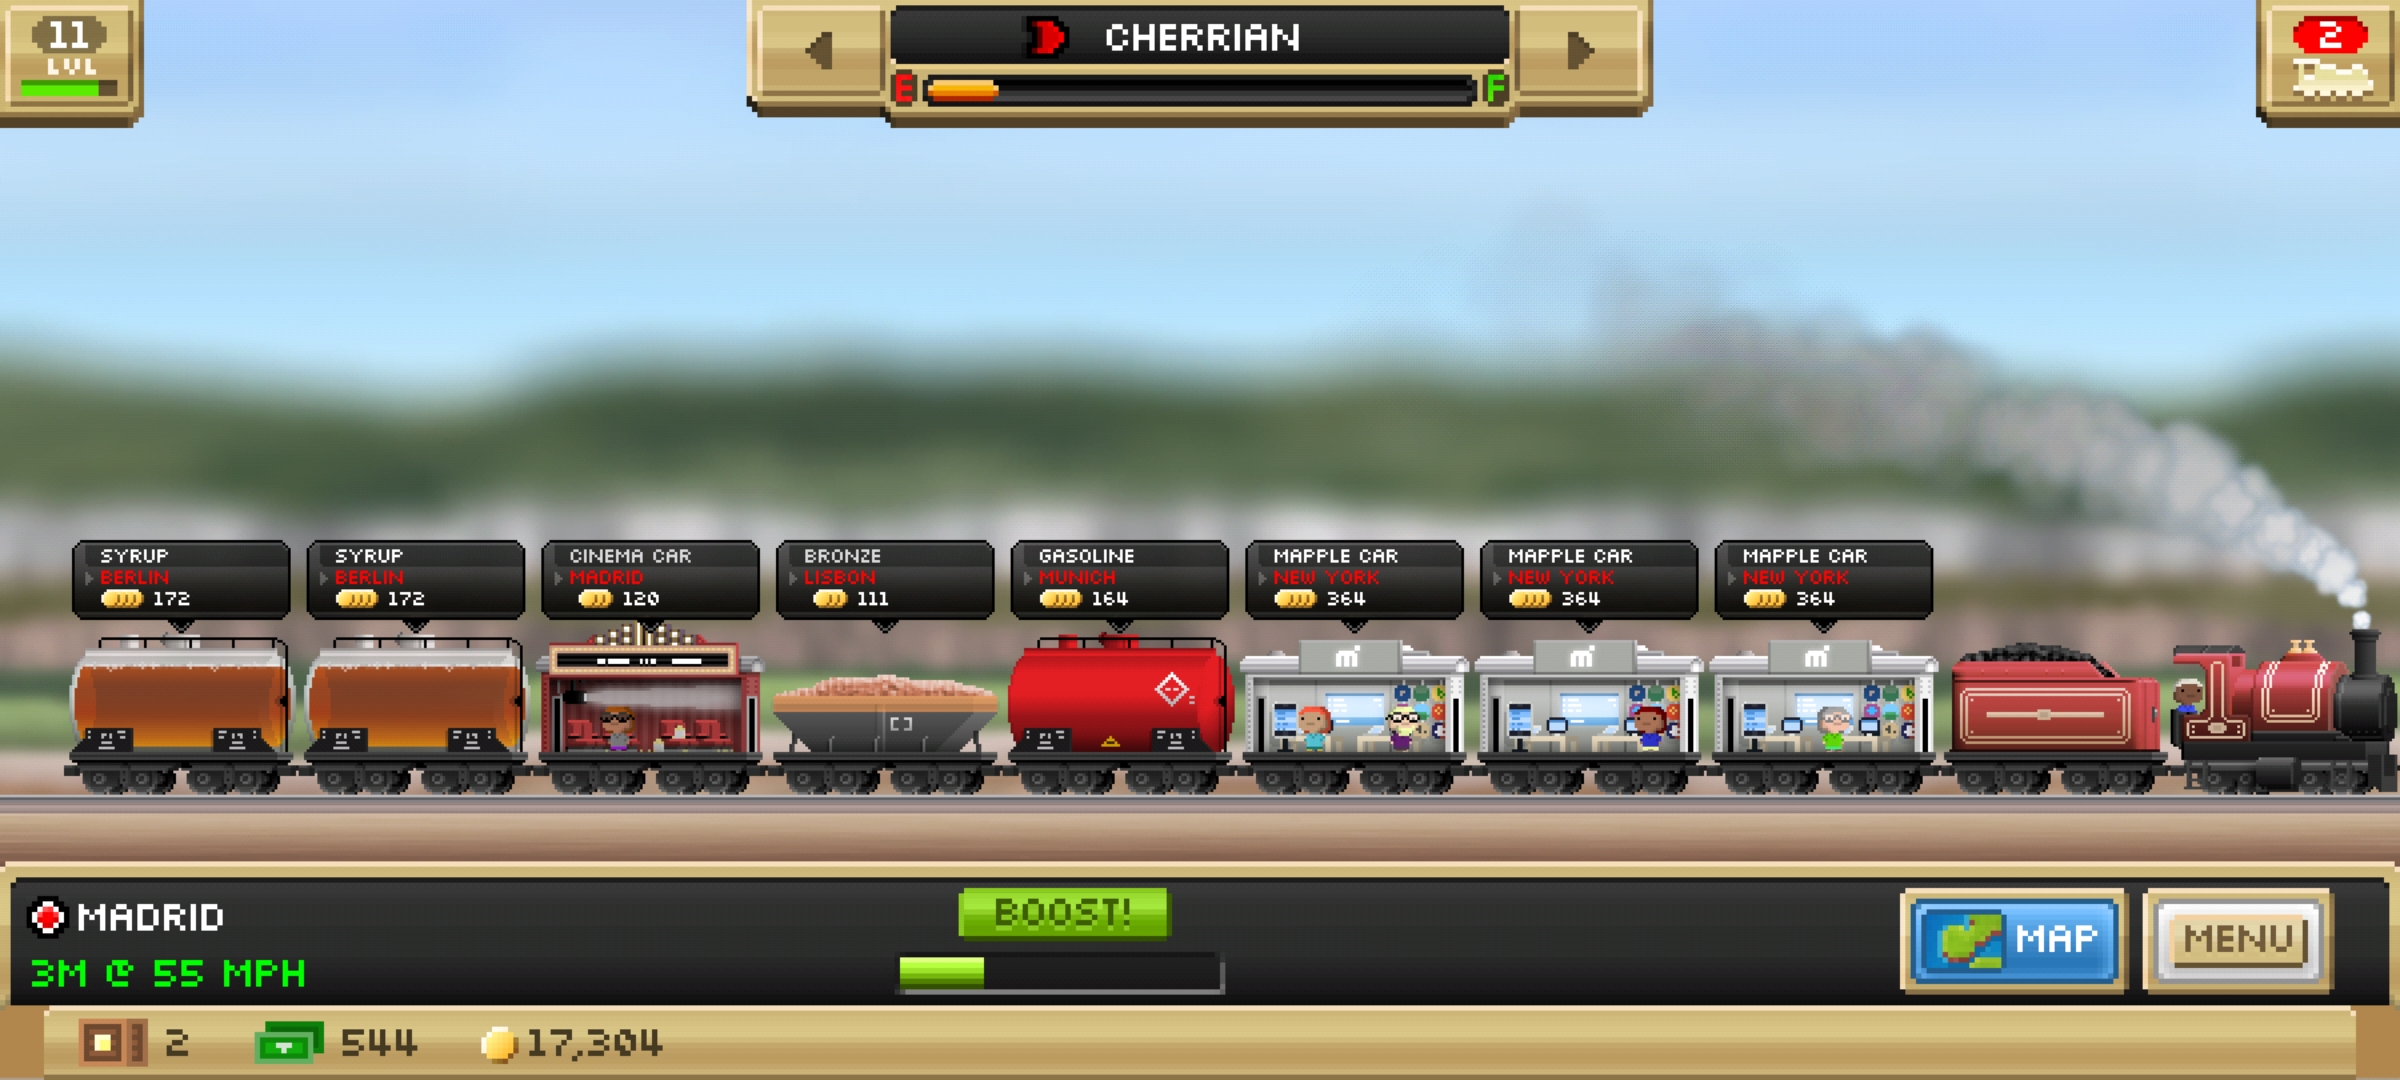 11
LVL
CHERRIAN
E
F
2
SYRUP
BERLIN
172
SYRUP
BERLIN
172
CINEMA CAR
MADRID
120
BRONZE
LISBON
111
GASOLINE
MUNICH
164
MAPPLE CAR
NEW YORK
364
MAPPLE CAR
NEW YORK
364
MAPPLE CAR
NEW YORK
364
m
m
m
MADRID
3M @ 55 MPH
BOOST!
MAP
MENU
2
544
17,304